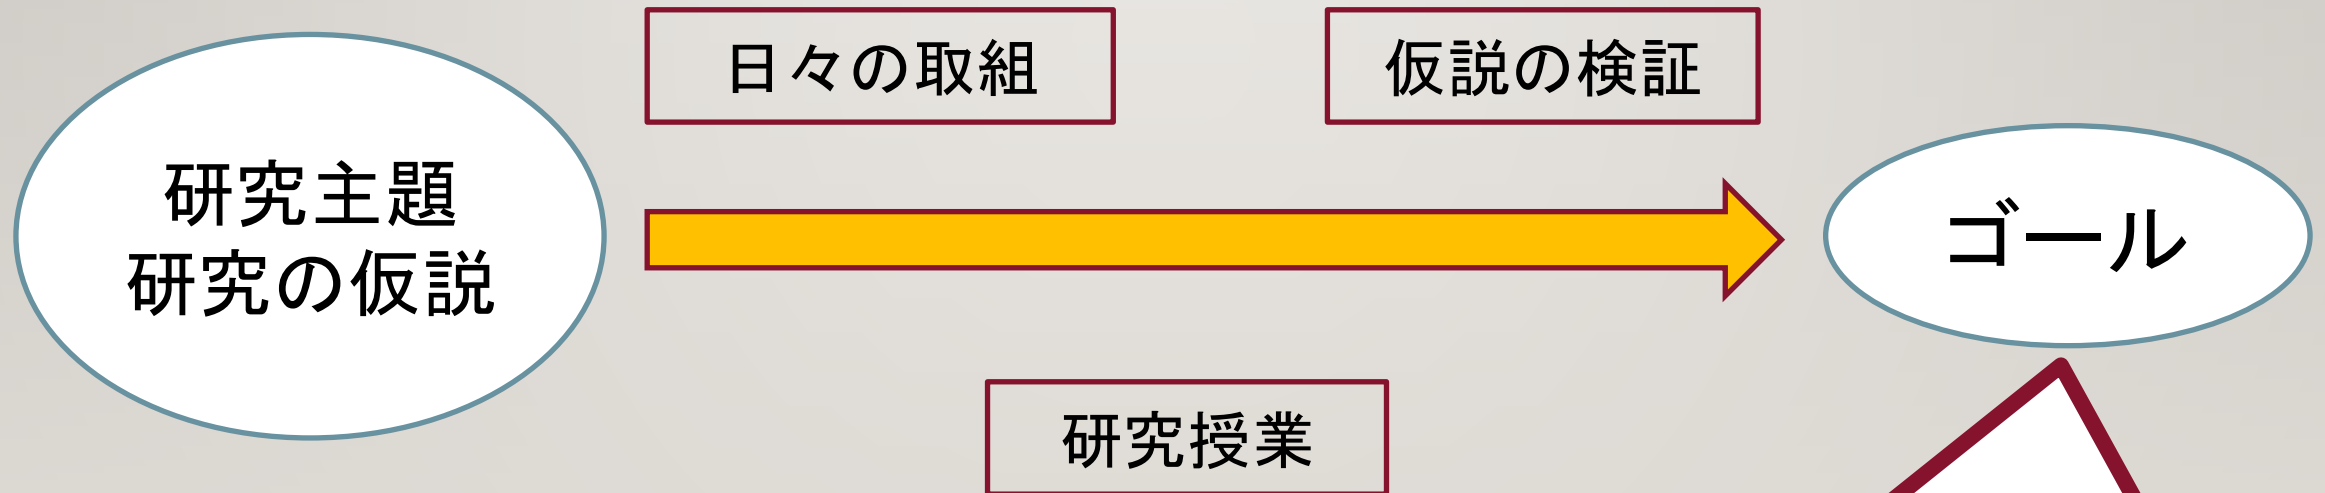 日々の取組
仮説の検証
研究主題
研究の仮説
ゴール
研究授業